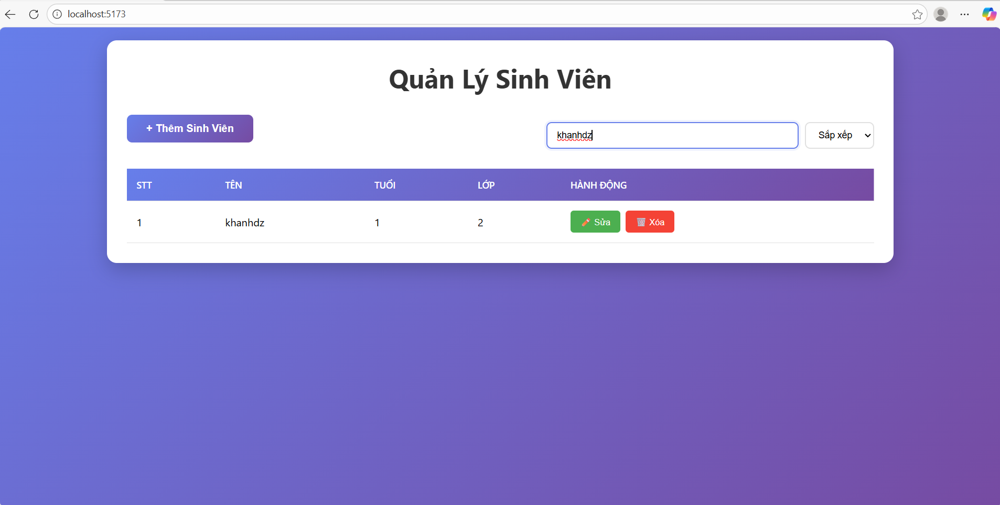 localhost:5173
Quản Lý Sinh Viên
+ Thêm Sinh Viên
khanhdz
Sắp xếp
STT TÊN TUỔI LỚP HÀNH ĐỘNG
1 khanhdz 1 2 Sửa Xóa